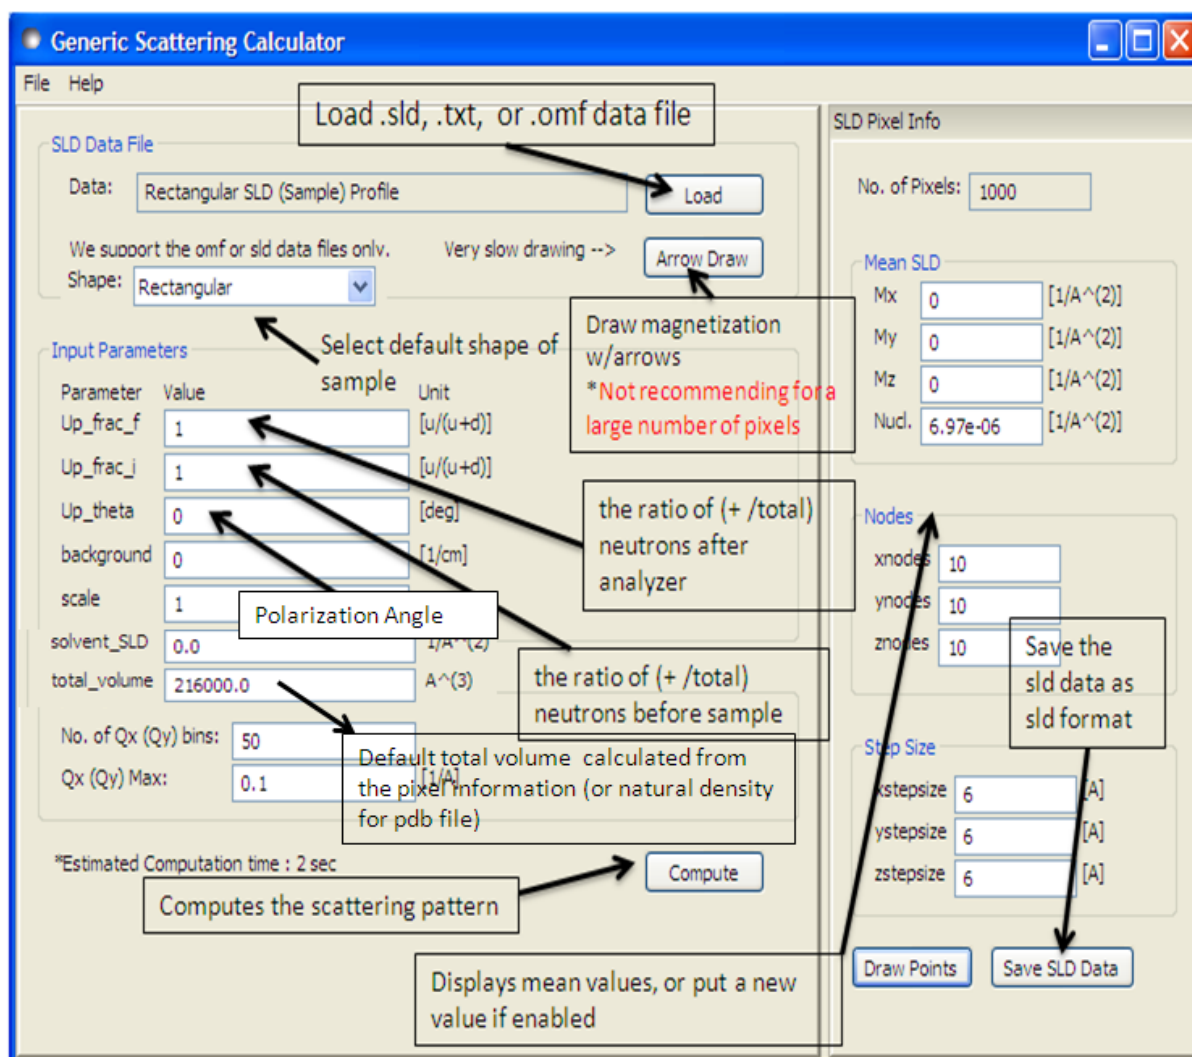 Generic Scattering Calculator
File Help
Load .sld, .txt, or .omf data file
SLD Data File
Data: Rectangular SLD (Sample) Profile Load
We support the omf or sld data files only. Very slow drawing --> Arrow Draw
Shape: Rectangular
Select default shape of
sample
Draw magnetization
w/arrows
*Not recommending for a
large number of pixels
Input Parameters
Parameter Value Unit
Up_frac_f 1 [u/(u+d)]
Up_frac_i 1 [u/(u+d)]
Up_theta 0 [deg]
background 0 [1/cm]
scale 1
solvent_SLD 0.0 1/A^(2)
total_volume 216000.0 A^(3)
the ratio of (+ /total)
neutrons after
analyzer
Polarization Angle
the ratio of (+ /total)
neutrons before sample
No. of Qx (Qy) bins: 50
Qx (Qy) Max: 0.1 [1/A]
Default total volume calculated from
the pixel information (or natural density
for pdb file)
*Estimated Computation time : 2 sec
Compute
Computes the scattering pattern
Displays mean values, or put a new
value if enabled
SLD Pixel Info
No. of Pixels: 1000
Mean SLD
Mx 0 [1/A^(2)]
My 0 [1/A^(2)]
Mz 0 [1/A^(2)]
Nucl. 6.97e-06 [1/A^(2)]
Nodes
xnodes 10
ynodes 10
znodes 10
Save the
sld data as
sld format
Step Size
xstepsize 6 [A]
ystepsize 6 [A]
zstepsize 6 [A]
Draw Points Save SLD Data